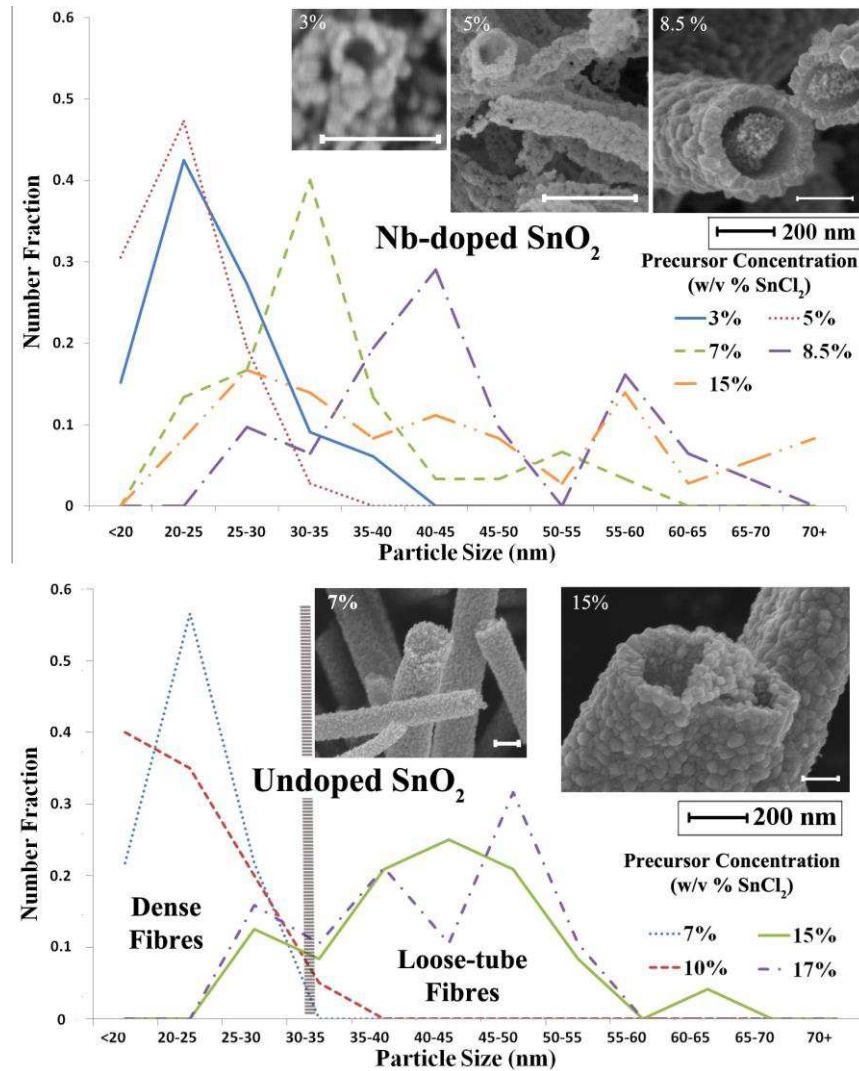 0.6
3%
5%
8.5 %
0.5
0.4
0.3
0.2
0.1
0
Number Fraction
Nb-doped SnO2
200 nm
Precursor Concentration
(w/v % SnCl2)
3%
5%
7%
8.5%
15%
<20 20-25 25-30 30-35 35-40 40-45 45-50 50-55 55-60 60-65 65-70 70+
Particle Size (nm)
0.6
7%
15%
0.5
0.4
0.3
0.2
0.1
0
Number Fraction
Undoped SnO2
200 nm
Precursor Concentration
(w/v % SnCl2)
Dense
Fibres
Loose-tube
Fibres
7%
15%
10%
17%
<20 20-25 25-30 30-35 35-40 40-45 45-50 50-55 55-60 60-65 65-70 70+
Particle Size (nm)